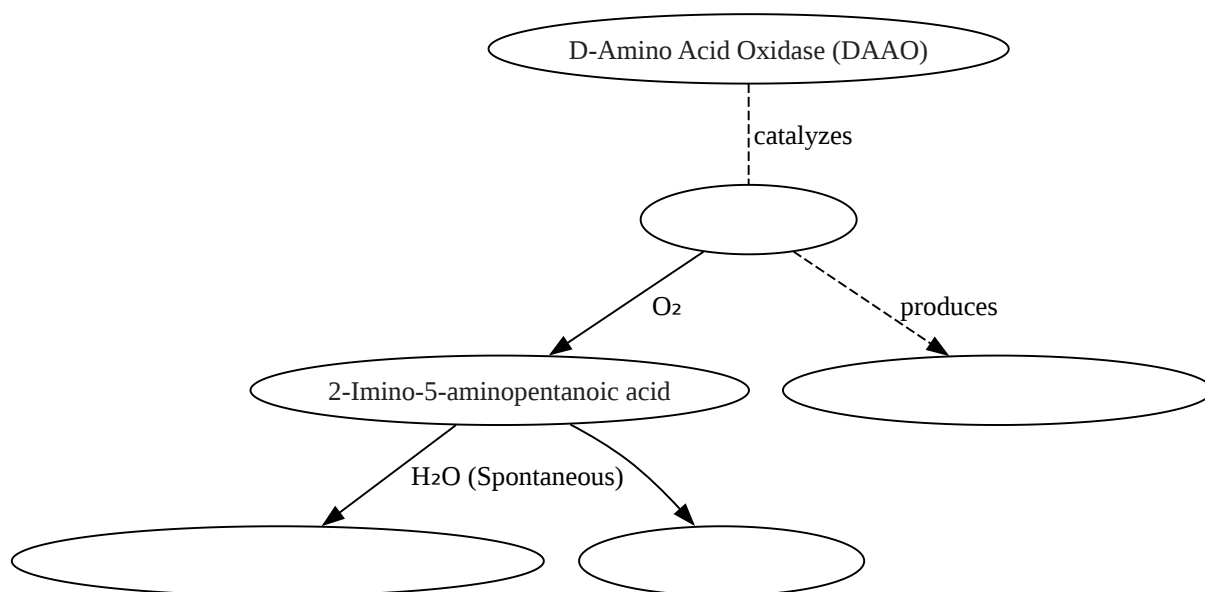 D-Amino Acid Oxidase (DAAO)
catalyzes
O₂
produces
2-Imino-5-aminopentanoic acid
H₂O (Spontaneous)